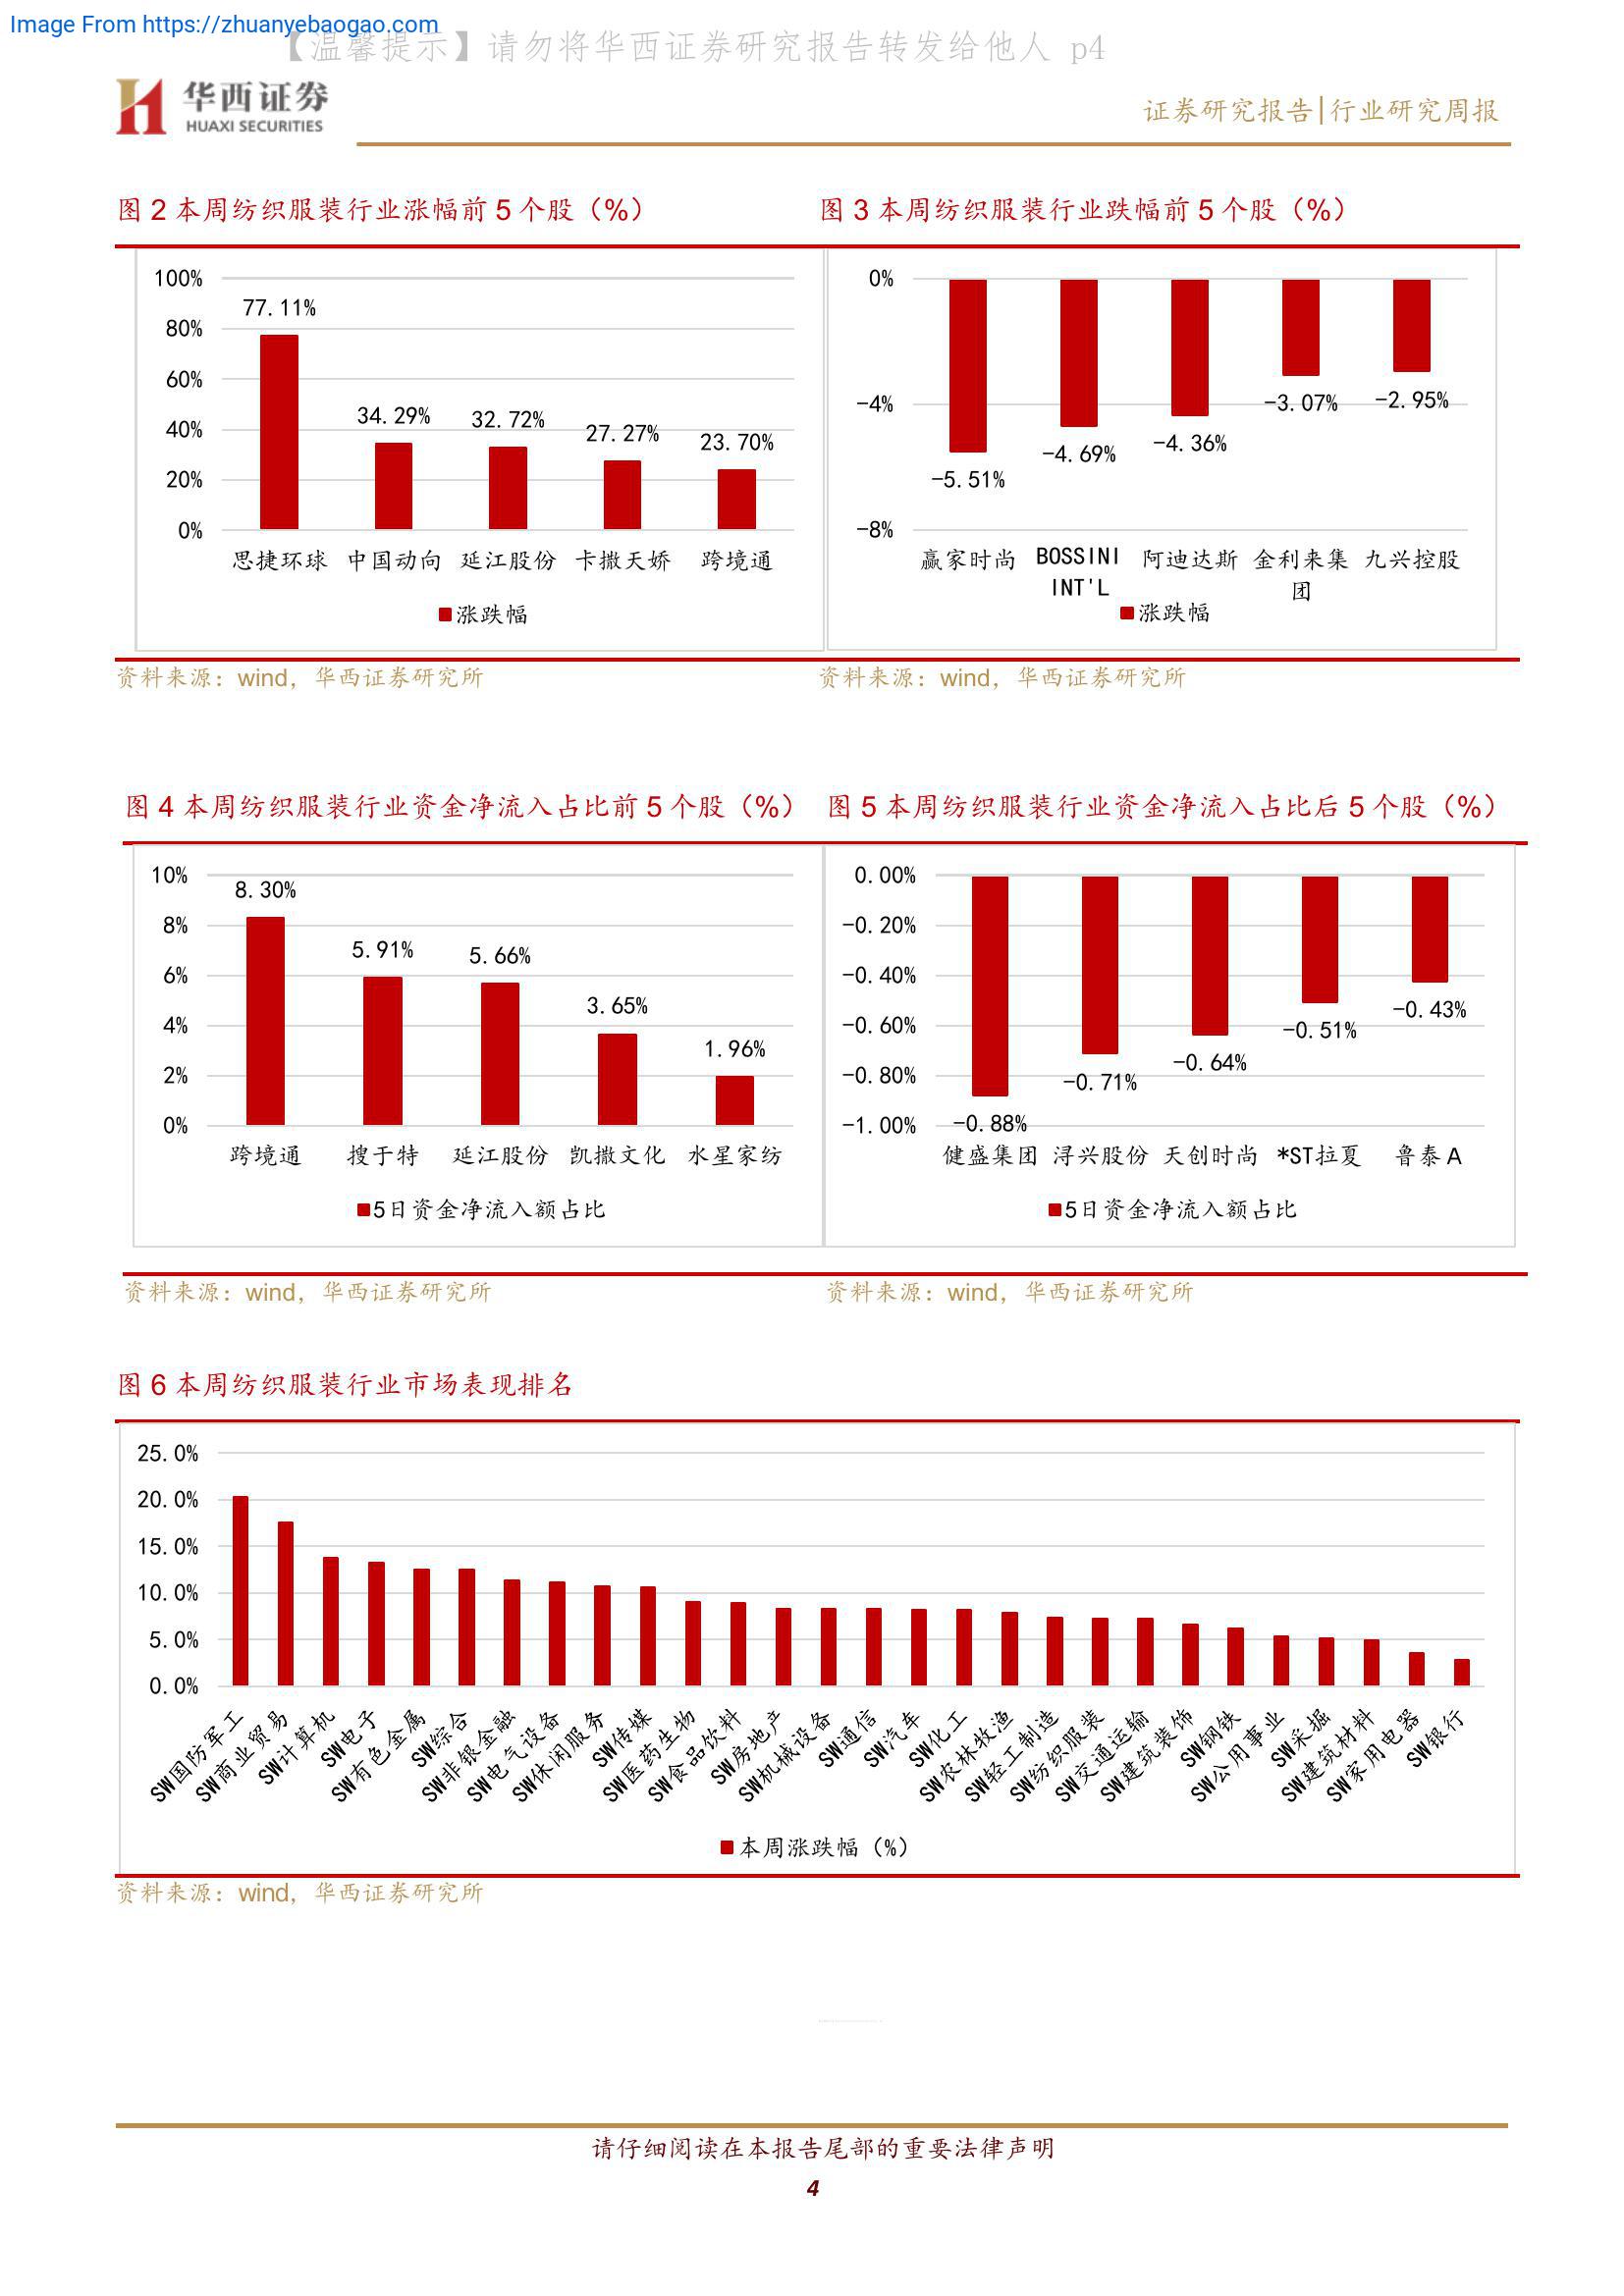 Image From https://zhuanyebaogao.com
【温馨提示】请勿将华西证券研究报告转发给他人 p4
华西证券
HUAXI SECURITIES
证券研究报告|行业研究周报
图 2 本周纺织服装行业涨幅前 5 个股（%）
图 3 本周纺织服装行业跌幅前 5 个股（%）
100%
80%
60%
40%
20%
0%
77.11%
34.29%
32.72%
27.27%
23.70%
思捷环球 中国动向 延江股份 卡撒天娇 跨境通
涨跌幅
0%
-4%
-8%
-5.51%
-4.69%
-4.36%
-3.07%
-2.95%
赢家时尚 BOSSINI INT'L 阿迪达斯 金利来集团 九兴控股
涨跌幅
资料来源：wind，华西证券研究所
资料来源：wind，华西证券研究所
图 4 本周纺织服装行业资金净流入占比前 5 个股（%）
图 5 本周纺织服装行业资金净流入占比后 5 个股（%）
10%
8%
6%
4%
2%
0%
8.30%
5.91%
5.66%
3.65%
1.96%
跨境通 搜于特 延江股份 凯撒文化 水星家纺
5日资金净流入额占比
0.00%
-0.20%
-0.40%
-0.60%
-0.80%
-1.00%
-0.88%
-0.71%
-0.64%
-0.51%
-0.43%
健盛集团 浔兴股份 天创时尚 *ST拉夏 鲁泰A
5日资金净流入额占比
资料来源：wind，华西证券研究所
资料来源：wind，华西证券研究所
图 6 本周纺织服装行业市场表现排名
25.0%
20.0%
15.0%
10.0%
5.0%
0.0%
SW国防军工
SW商业贸易
SW计算机
SW电子
SW有色金属
SW综合
SW非银金融
SW电气设备
SW休闲服务
SW传媒
SW医药生物
SW食品饮料
SW房地产
SW机械设备
SW通信
SW汽车
SW化工
SW农林牧渔
SW轻工制造
SW纺织服装
SW交通运输
SW建筑装饰
SW钢铁
SW公用事业
SW采掘
SW建筑材料
SW家用电器
SW银行
本周涨跌幅（%）
资料来源：wind，华西证券研究所
请仔细阅读在本报告尾部的重要法律声明
4